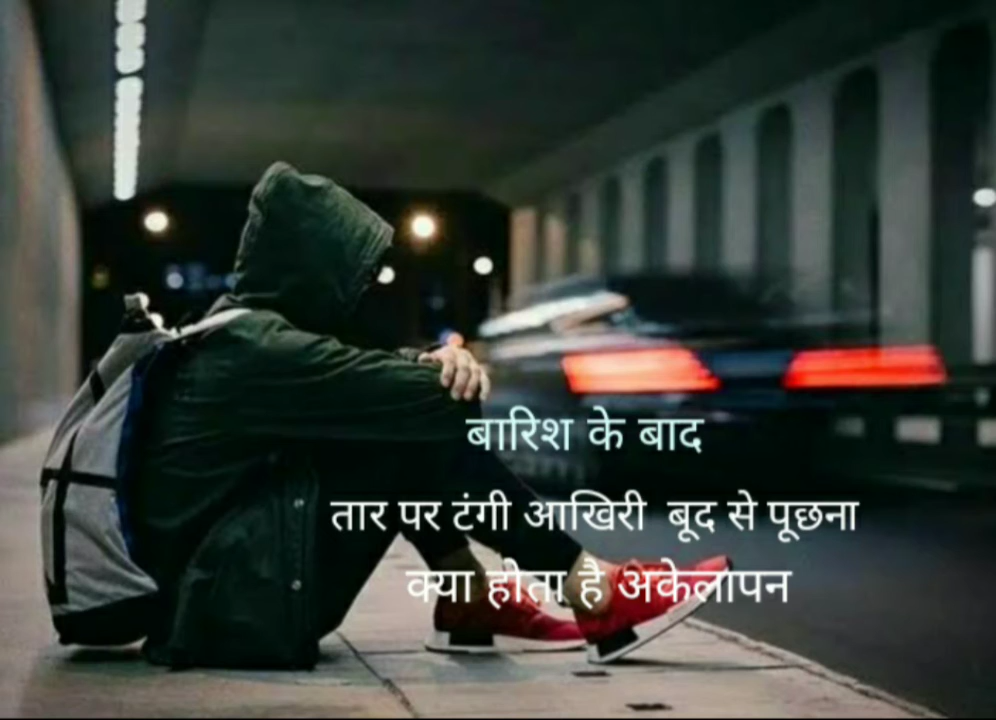 बारिश के बाद
तार पर टंगी आखिरी बूद से पूछना
क्या होता है अकेलापन